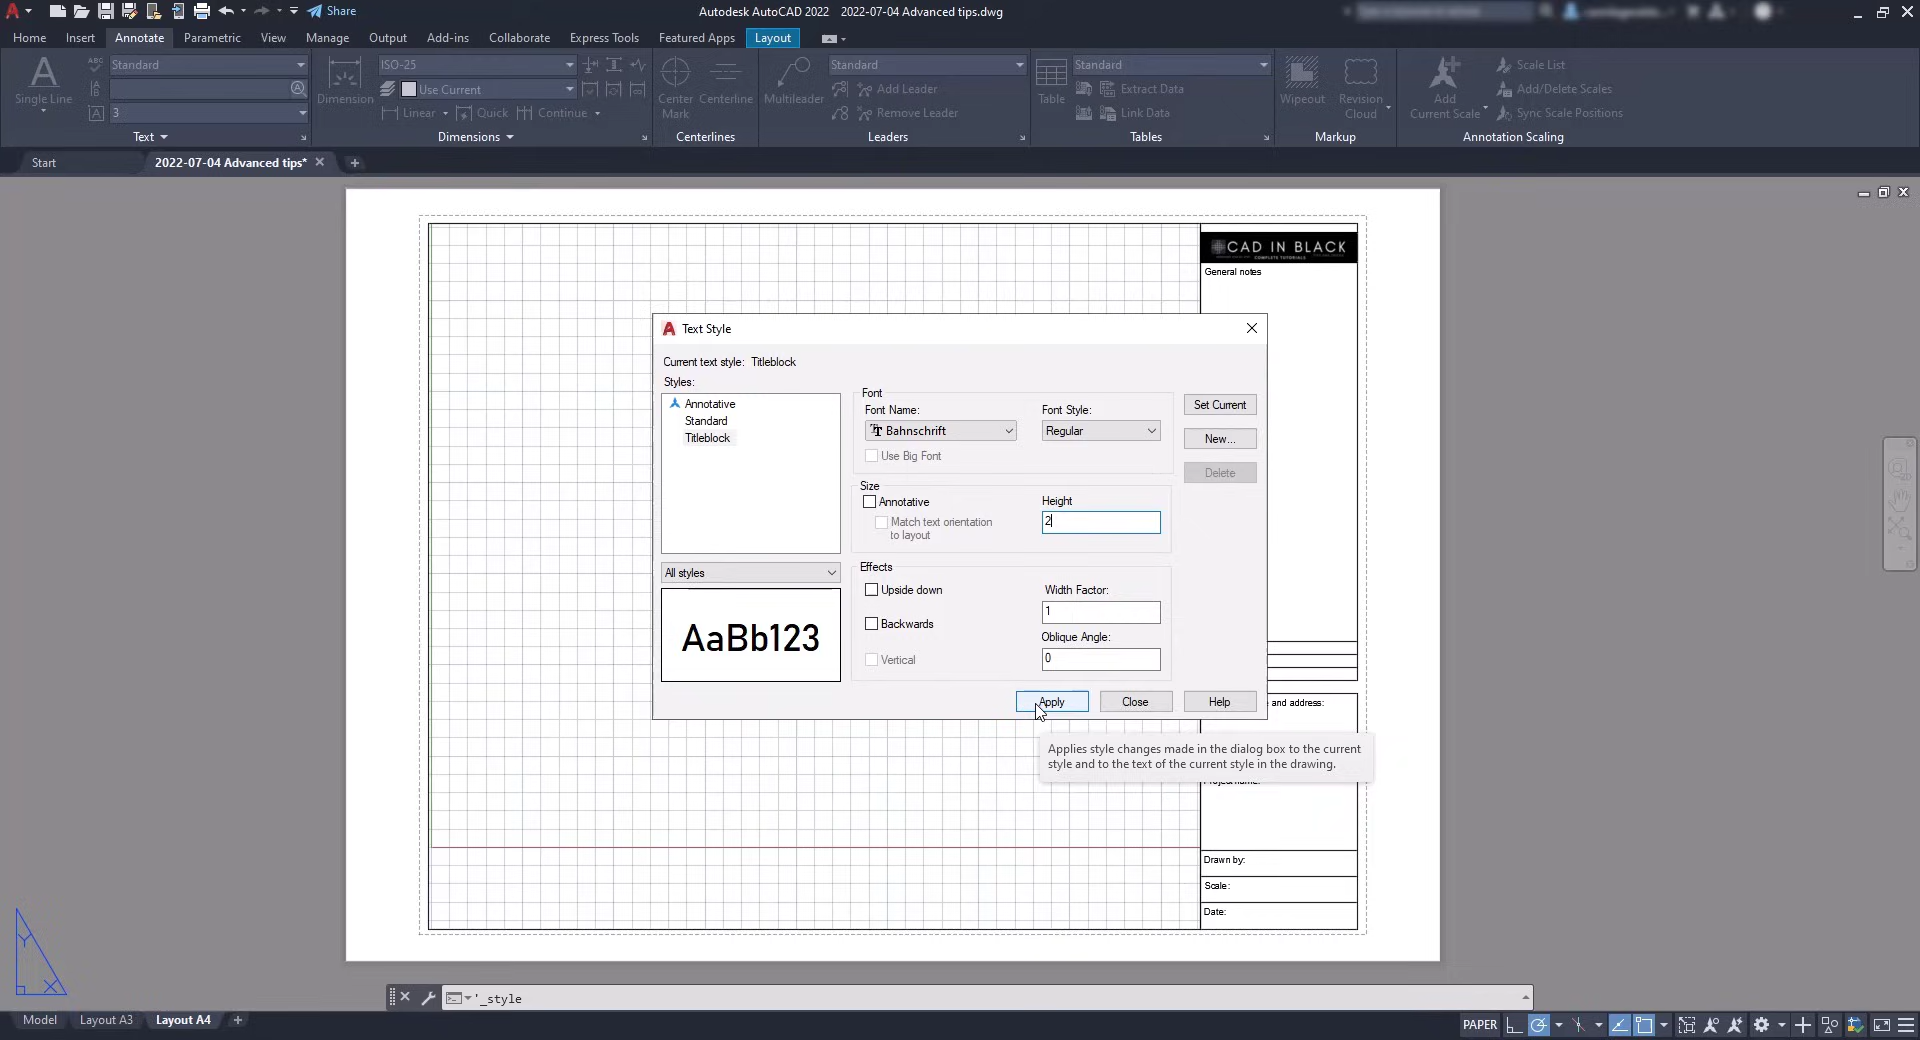 Share
Autodesk AutoCAD 2022 2022-07-04 Advanced tips.dwg
Home Insert Annotate Parametric View Manage Output Add-ins Collaborate Express Tools Featured Apps Layout
Single Line
ABC Standard
3
Text
Dimension
ISO-25
Use Current
Linear Quick Continue
Dimensions
Center Mark
Centerline
Centerlines
Multileader
Standard
Add Leader
Remove Leader
Leaders
Table
Standard
Extract Data
Link Data
Tables
Wipeout
Revision Cloud
Markup
Add Current Scale
Scale List
Add/Delete Scales
Sync Scale Positions
Annotation Scaling
Start
2022-07-04 Advanced tips*
CAD IN BLACK
COMPLETE TUTORIALS
General notes
Text Style
Current text style: Titleblock
Styles:
Annotative
Standard
Titleblock
All styles
AaBb123
Font
Font Name:
Bahnschrift
Font Style:
Regular
Use Big Font
Size
Annotative
Match text orientation
to layout
Height
2
Effects
Upside down
Backwards
Vertical
Width Factor:
1
Oblique Angle:
0
Set Current
New...
Delete
Apply Close Help
Applies style changes made in the dialog box to the current
style and to the text of the current style in the drawing.
and address:
Drawn by:
Scale:
Date:
Y
X
'_style
Model Layout A3 Layout A4
PAPER